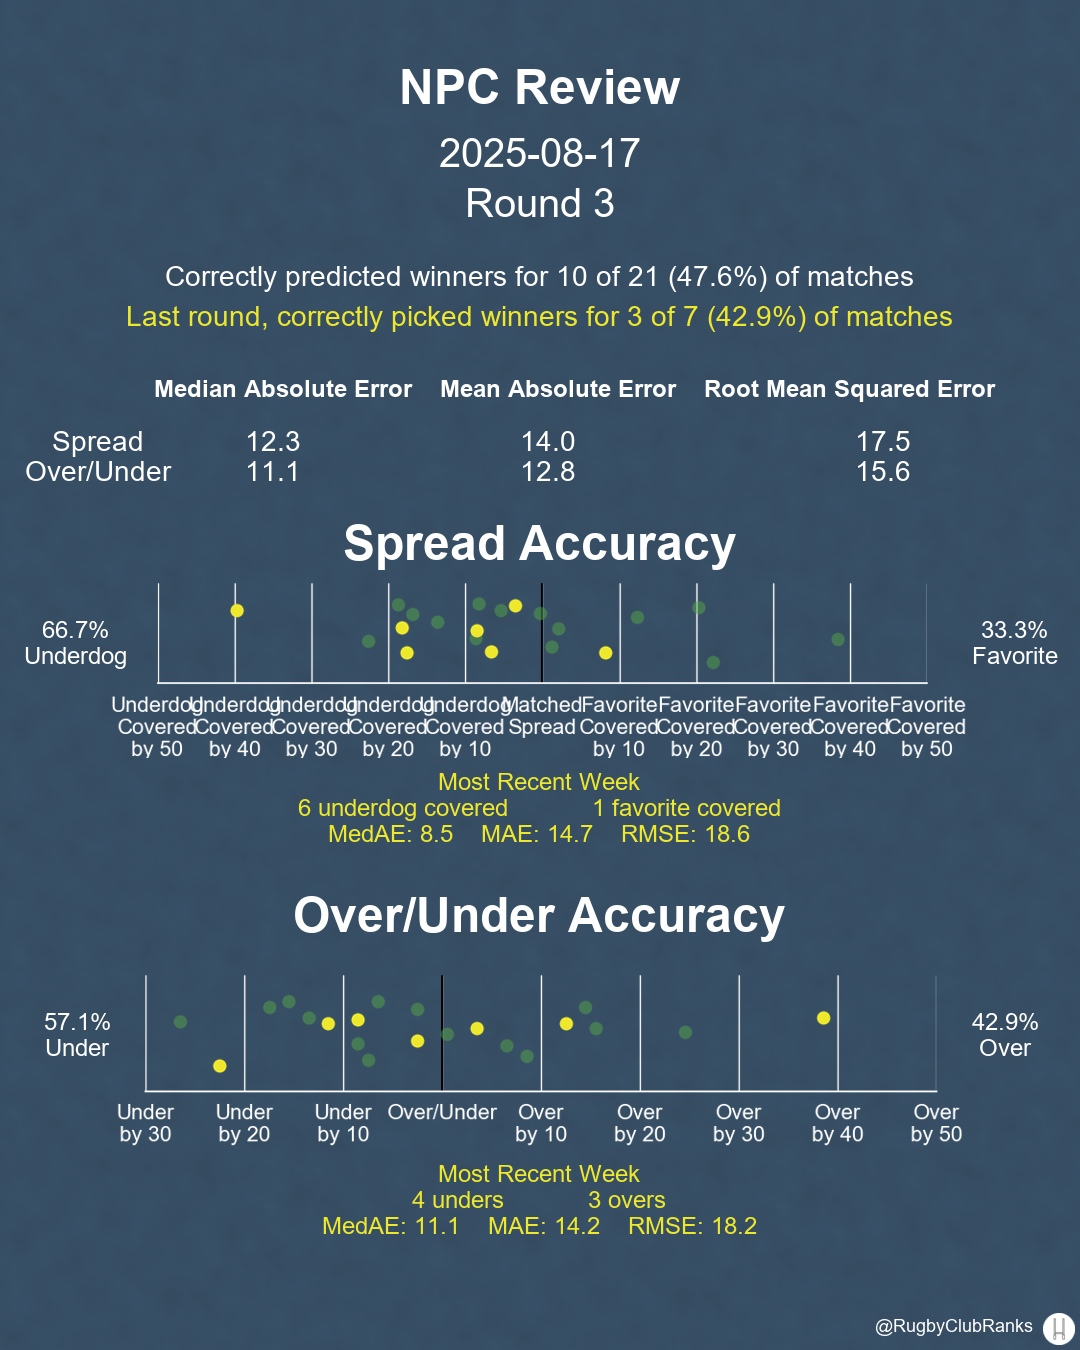 NPC Review
2025-08-17
Round 3
Correctly predicted winners for 10 of 21 (47.6%) of matches
Last round, correctly picked winners for 3 of 7 (42.9%) of matches
Median Absolute Error Mean Absolute Error Root Mean Squared Error
Spread 12.3 14.0 17.5
Over/Under 11.1 12.8 15.6
Spread Accuracy
66.7%
Underdog
33.3%
Favorite
Underdog Underdog Underdog Underdog Underdog Matched Favorite Favorite Favorite Favorite Favorite
Covered Covered Covered Covered Covered Spread Covered Covered Covered Covered Covered
by 50 by 40 by 30 by 20 by 10 by 10 by 20 by 30 by 40 by 50
Most Recent Week
6 underdog covered 1 favorite covered
MedAE: 8.5 MAE: 14.7 RMSE: 18.6
Over/Under Accuracy
57.1%
Under
42.9%
Over
Under Under Under Over/Under Over Over Over Over Over
by 30 by 20 by 10 by 10 by 20 by 30 by 40 by 50
Most Recent Week
4 unders 3 overs
MedAE: 11.1 MAE: 14.2 RMSE: 18.2
@RugbyClubRanks